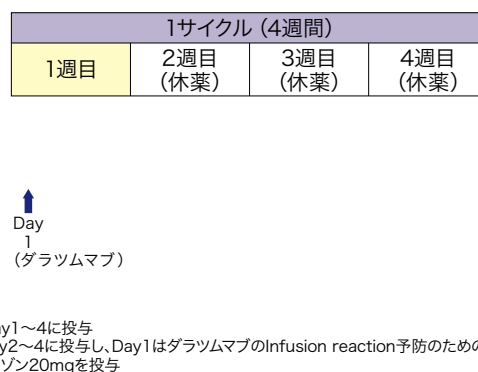 1サイクル（4週間）
1週目 2週目（休薬） 3週目（休薬） 4週目（休薬）
Day
1
（ダラツムマブ）
ay1～4に投与
y2～4に投与し、Day1はダラツムマブのInfusion reaction予防のための
ゾン20mgを投与